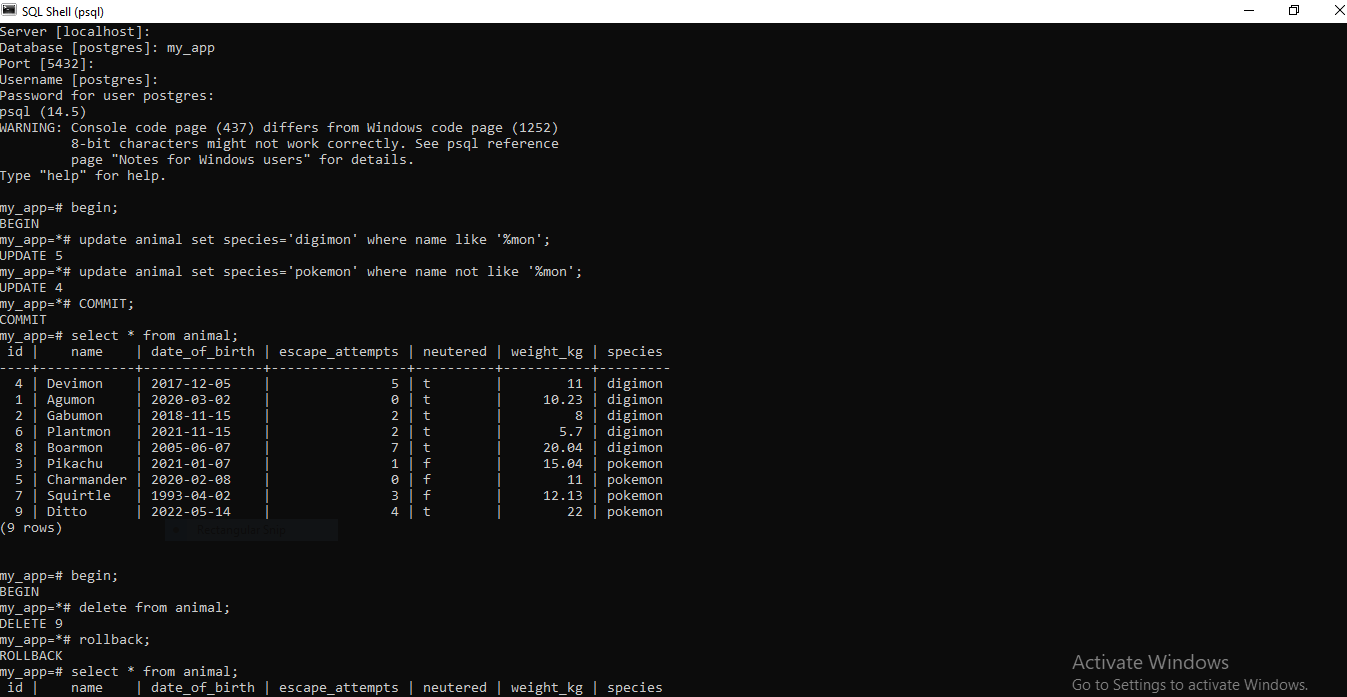 SQL Shell (psql)
Server [localhost]:
Database [postgres]: my_app
Port [5432]:
Username [postgres]:
Password for user postgres:
psql (14.5)
WARNING: Console code page (437) differs from Windows code page (1252)
         8-bit characters might not work correctly. See psql reference
         page "Notes for Windows users" for details.
Type "help" for help.
my_app=# begin;
BEGIN
my_app=*# update animal set species='digimon' where name like '%mon';
UPDATE 5
my_app=*# update animal set species='pokemon' where name not like '%mon';
UPDATE 4
my_app=*# COMMIT;
COMMIT
my_app=# select * from animal;
 id |    name    | date_of_birth | escape_attempts | neutered | weight_kg | species
----+------------+---------------+-----------------+----------+-----------+---------
  4 | Devimon    | 2017-12-05    |               5 | t        |        11 | digimon
  1 | Agumon     | 2020-03-02    |               0 | t        |     10.23 | digimon
  2 | Gabumon    | 2018-11-15    |               2 | t        |         8 | digimon
  6 | Plantmon   | 2021-11-15    |               2 | t        |       5.7 | digimon
  8 | Boarmon    | 2005-06-07    |               7 | t        |     20.04 | digimon
  3 | Pikachu    | 2021-01-07    |               1 | f        |     15.04 | pokemon
  5 | Charmander | 2020-02-08    |               0 | f        |        11 | pokemon
  7 | Squirtle   | 1993-04-02    |               3 | f        |     12.13 | pokemon
  9 | Ditto      | 2022-05-14    |               4 | t        |        22 | pokemon
(9 rows)
my_app=# begin;
BEGIN
my_app=*# delete from animal;
DELETE 9
my_app=*# rollback;
ROLLBACK
my_app=# select * from animal;
 id |    name    | date_of_birth | escape_attempts | neutered | weight_kg | species
Activate Windows
Go to Settings to activate Windows.